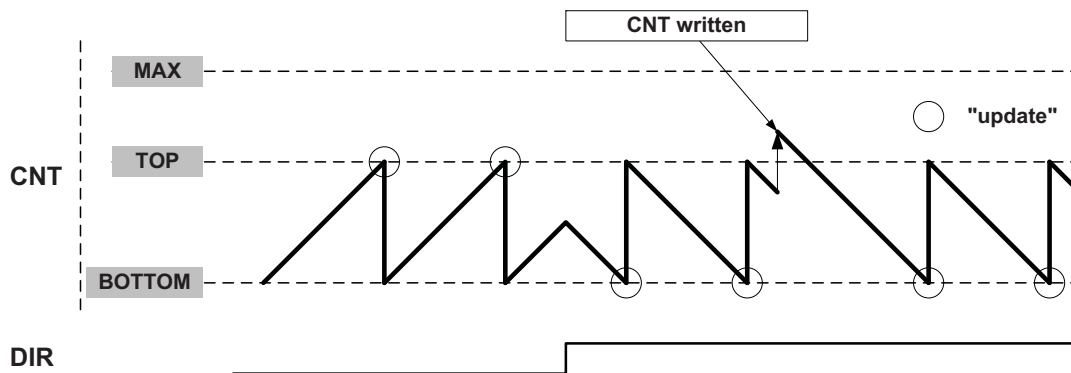 CNT written
MAX
"update"
TOP
CNT
BOTTOM
DIR